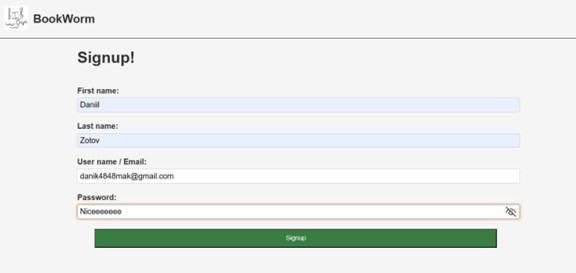 BookWorm
Signup!
First name:
Daniil
Last name:
Zotov
User name / Email:
danik4848mak@gmail.com
Password:
Niceeeeeee
Signup